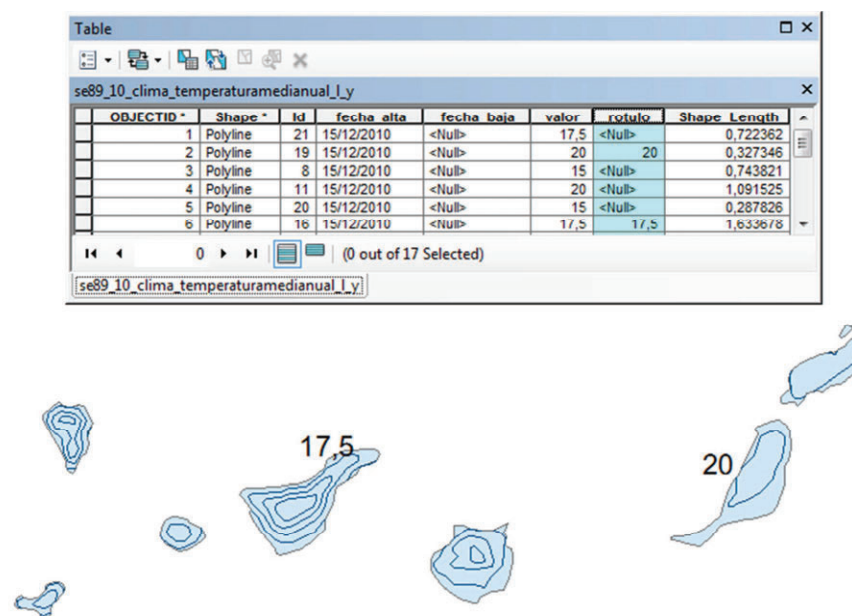 Table
se89_10_clima_temperaturamedianual_l_y
OBJECTID * Shape * Id fecha_alta fecha_baja valor rotulo Shape_Length
1 Polyline 21 15/12/2010 <Null> 17,5 <Null> 0,722362
2 Polyline 19 15/12/2010 <Null> 20 20 0,327346
3 Polyline 8 15/12/2010 <Null> 15 <Null> 0,743821
4 Polyline 11 15/12/2010 <Null> 20 <Null> 1,091525
5 Polyline 20 15/12/2010 <Null> 15 <Null> 0,287826
6 Polyline 16 15/12/2010 <Null> 17,5 17,5 1,633678
0 (0 out of 17 Selected)
se89_10_clima_temperaturamedianual_l_y
17,5
20